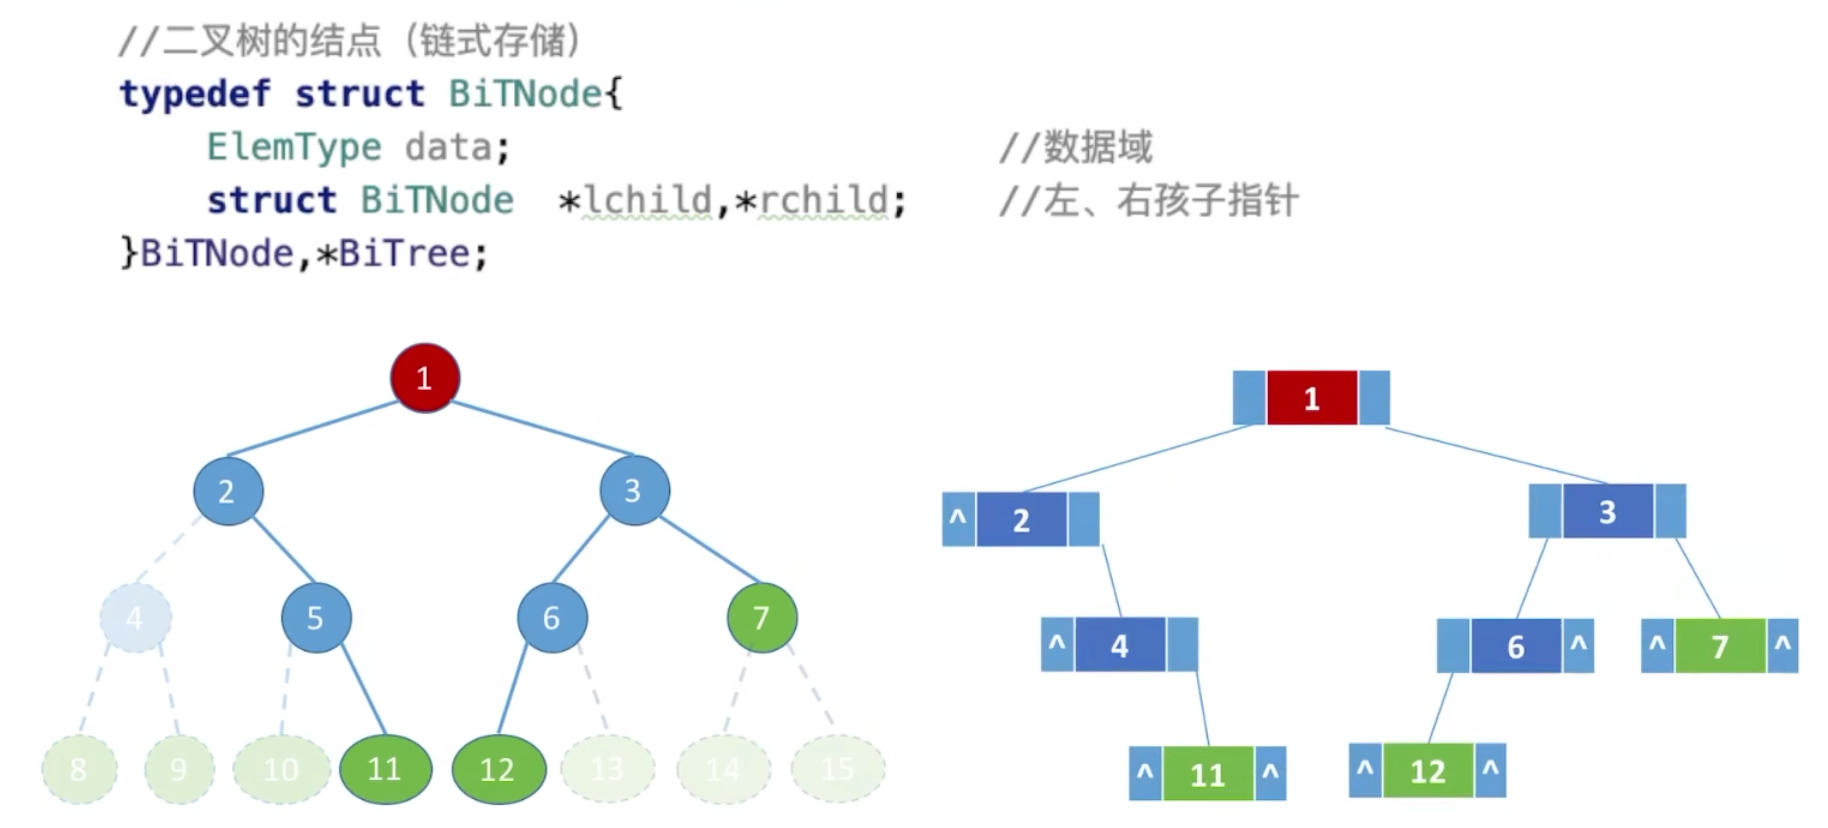 //二叉树的结点（链式存储）
typedef struct BiTNode{
ElemType data; //数据域
struct BiTNode *lchild,*rchild; //左、右孩子指针
}BiTNode,*BiTree;
1
2 3
4 5 6 7
8 9 10 11 12 13 14 15
1
^ 2
3
^ 4
6 ^
^ 7 ^
^ 11 ^
^ 12 ^